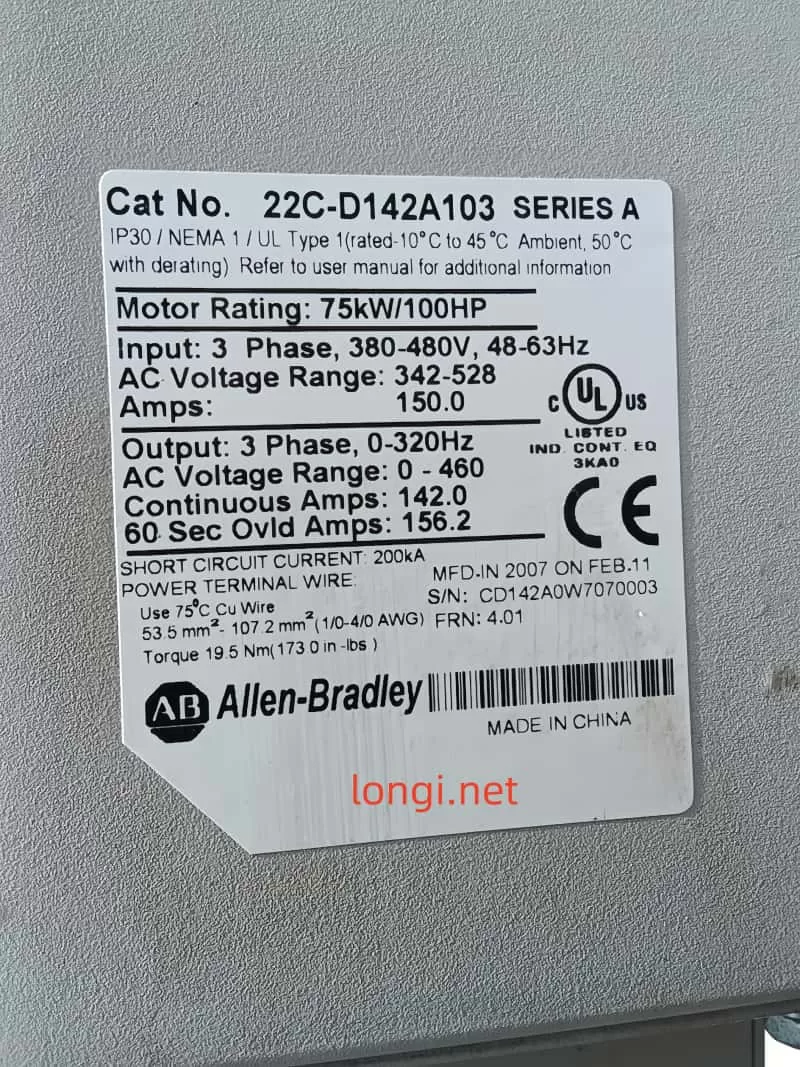 Cat No. 22C-D142A103 SERIES A
IP30 / NEMA 1 / UL Type 1(rated-10°C to 45°C Ambient, 50°C
with derating) Refer to user manual for additional information
Motor Rating: 75kW/100HP
Input: 3 Phase, 380-480V, 48-63Hz
AC Voltage Range: 342-528
Amps: 150.0
C UL US
LISTED
IND. CONT. EQ
3KA0
Output: 3 Phase, 0-320Hz
AC Voltage Range: 0 - 460
Continuous Amps: 142.0
60 Sec Ovld Amps: 156.2
CE
SHORT CIRCUIT CURRENT: 200kA
POWER TERMINAL WIRE:
Use 75°C Cu Wire
53.5 mm²- 107.2 mm²(1/0-4/0 AWG)
Torque 19.5 Nm(173.0 in -lbs )
MFD-IN 2007 ON FEB.11
S/N: CD142A0W7070003
FRN: 4.01
AB Allen-Bradley
MADE IN CHINA
longi.net